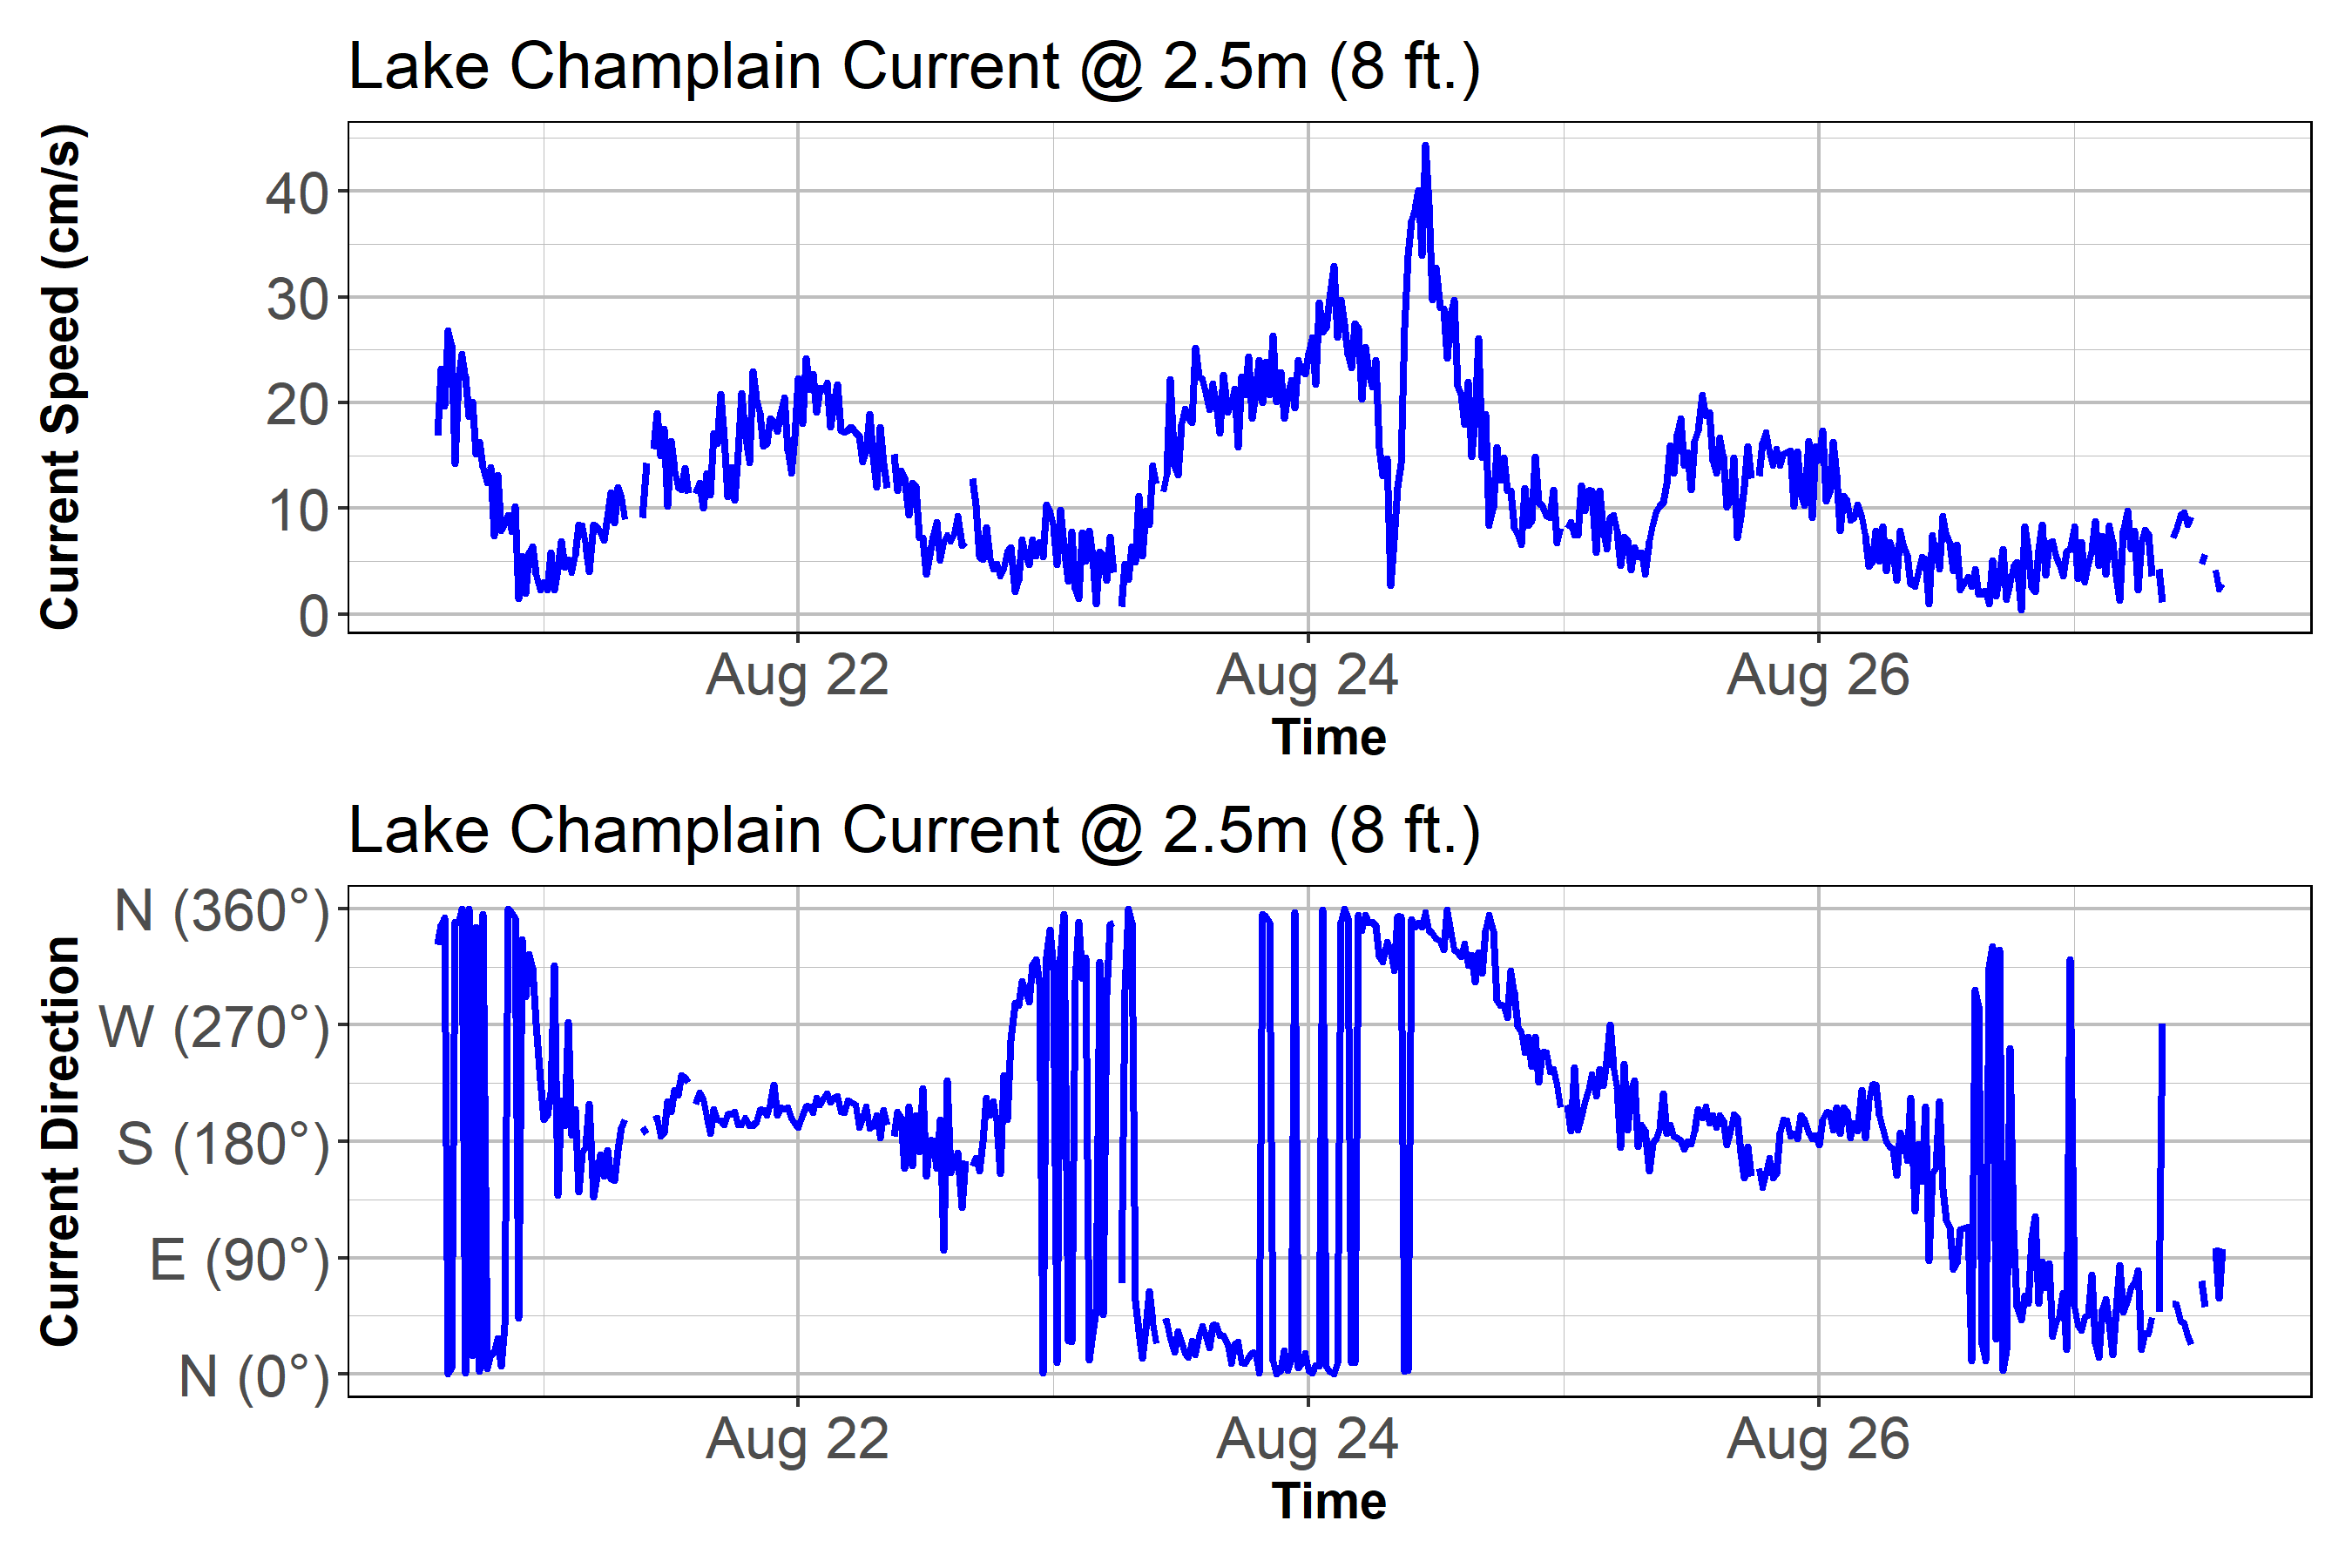 Lake Champlain Current @ 2.5m (8 ft.)
Current Speed (cm/s)
40
30
20
10
0
Aug 22 Aug 24 Aug 26
Time
Lake Champlain Current @ 2.5m (8 ft.)
Current Direction
N (360°)
W (270°)
S (180°)
E (90°)
N (0°)
Aug 22 Aug 24 Aug 26
Time